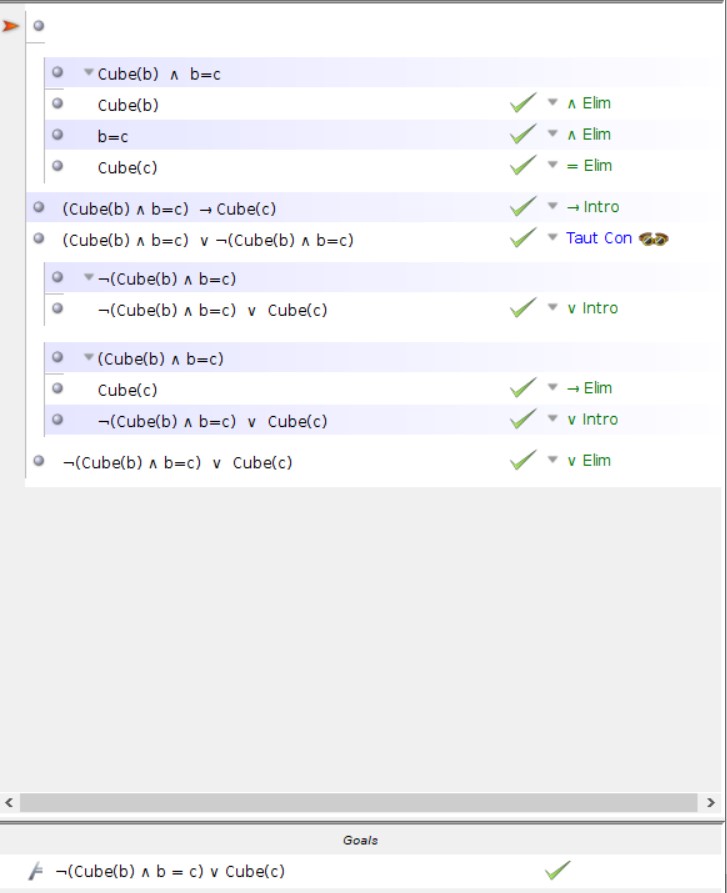 Cube(b) ∧ b=c
Cube(b) ∧ Elim
b=c ∧ Elim
Cube(c) = Elim
(Cube(b) ∧ b=c) → Cube(c) → Intro
(Cube(b) ∧ b=c) ∨ ¬(Cube(b) ∧ b=c) Taut Con
¬(Cube(b) ∧ b=c)
¬(Cube(b) ∧ b=c) ∨ Cube(c) ∨ Intro
(Cube(b) ∧ b=c)
Cube(c) → Elim
¬(Cube(b) ∧ b=c) ∨ Cube(c) ∨ Intro
¬(Cube(b) ∧ b=c) ∨ Cube(c) ∨ Elim
Goals
¬(Cube(b) ∧ b = c) ∨ Cube(c)